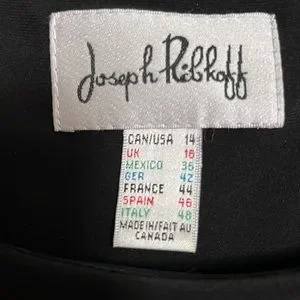 Joseph Ribkoff
CAN/USA 14
UK 16
MEXICO 36
GER 42
FRANCE 44
SPAIN 46
ITALY 48
MADE IN/FAIT AU
CANADA